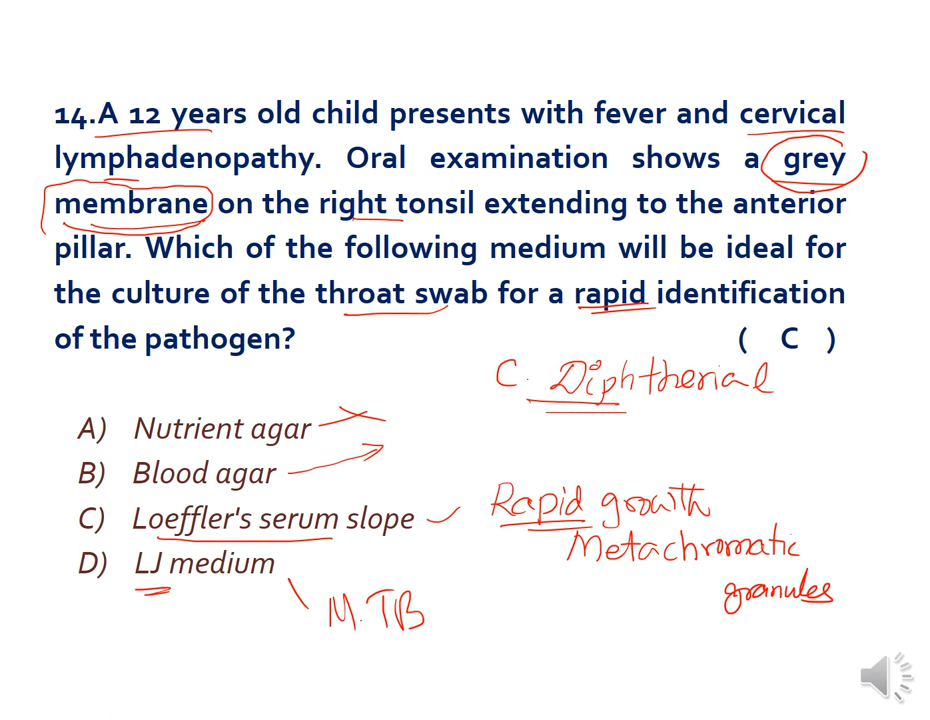 14.A 12 years old child presents with fever and cervical
lymphadenopathy. Oral examination shows a grey
membrane on the right tonsil extending to the anterior
pillar. Which of the following medium will be ideal for
the culture of the throat swab for a rapid identification
of the pathogen? ( C )
C. Diphtherial
A) Nutrient agar
B) Blood agar
C) Loeffler's serum slope
Rapid growth
Metachromatic
D) LJ medium
granules
M.TB